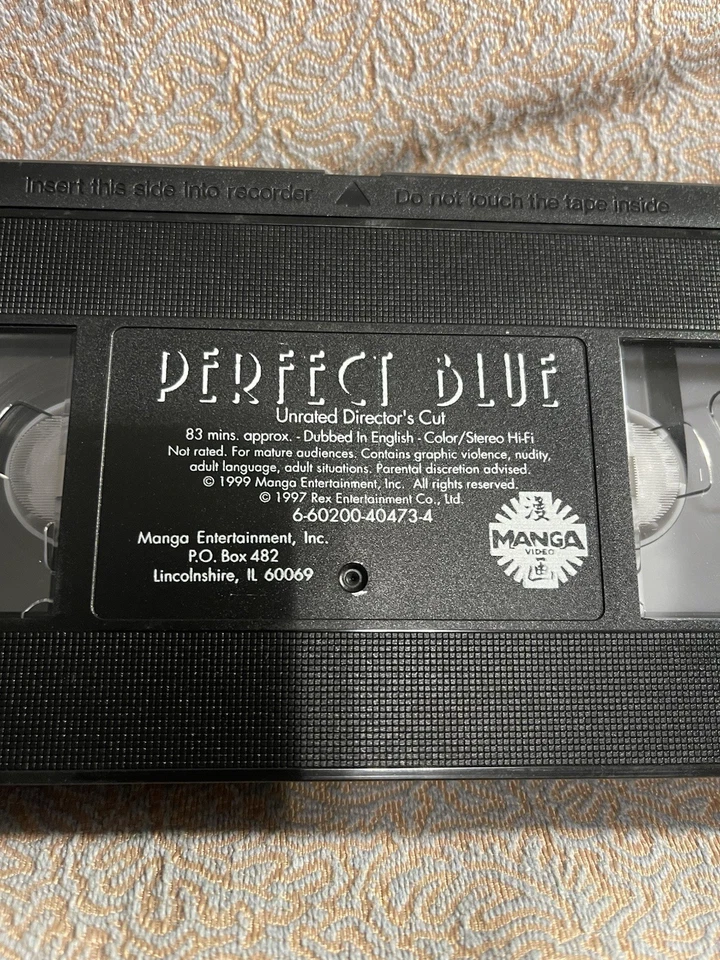 Insert this side into recorder Do not touch the tape inside
PERFECT BLUE
Unrated Director's Cut
83 mins. approx. - Dubbed In English - Color/Stereo Hi-Fi
Not rated. For mature audiences. Contains graphic violence, nudity,
adult language, adult situations. Parental discretion advised.
© 1999 Manga Entertainment, Inc. All rights reserved.
© 1997 Rex Entertainment Co., Ltd.
6-60200-40473-4
Manga Entertainment, Inc.
P.O. Box 482
Lincolnshire, IL 60069
漫
MANGA
VIDEO
画